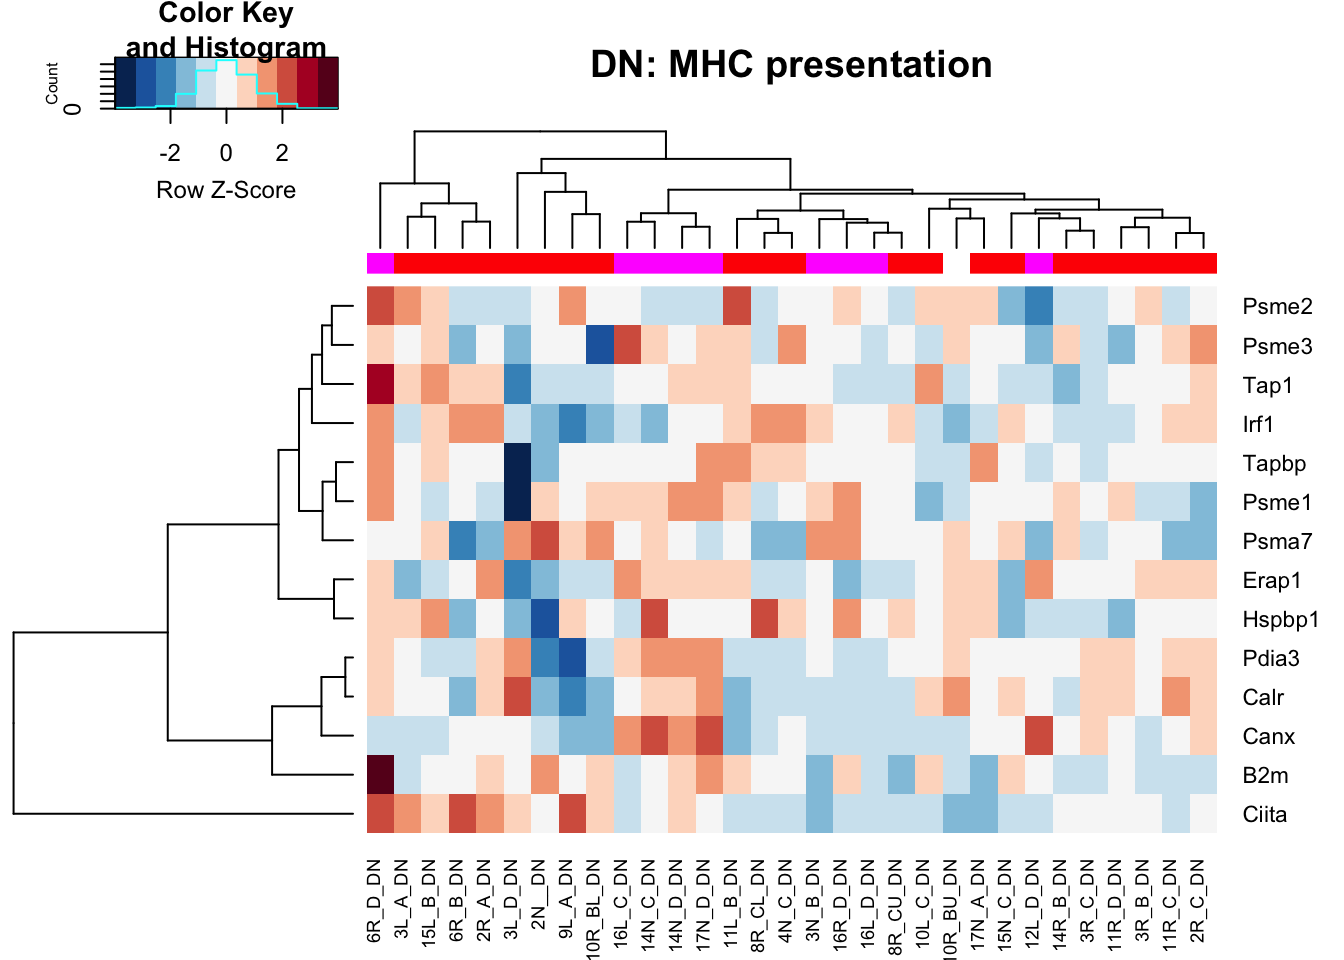 Color Key
and Histogram
DN: MHC presentation
Count
0
-2 0 2
Row Z-Score
Psme2
Psme3
Tap1
Irf1
Tapbp
Psme1
Psma7
Erap1
Hspbp1
Pdia3
Calr
Canx
B2m
Ciita
6R_D_DN
3L_A_DN
15L_B_DN
6R_B_DN
2R_A_DN
3L_D_DN
2N__DN
9L_A_DN
10R_BL_DN
16L_C_DN
14N_C_DN
14N_D_DN
17N_D_DN
11L_B_DN
8R_CL_DN
4N_C_DN
3N_B_DN
16R_D_DN
16L_D_DN
8R_CU_DN
10L_C_DN
10R_BU_DN
17N_A_DN
15N_C_DN
12L_D_DN
14R_B_DN
3R_C_DN
11R_D_DN
3R_B_DN
11R_C_DN
2R_C_DN